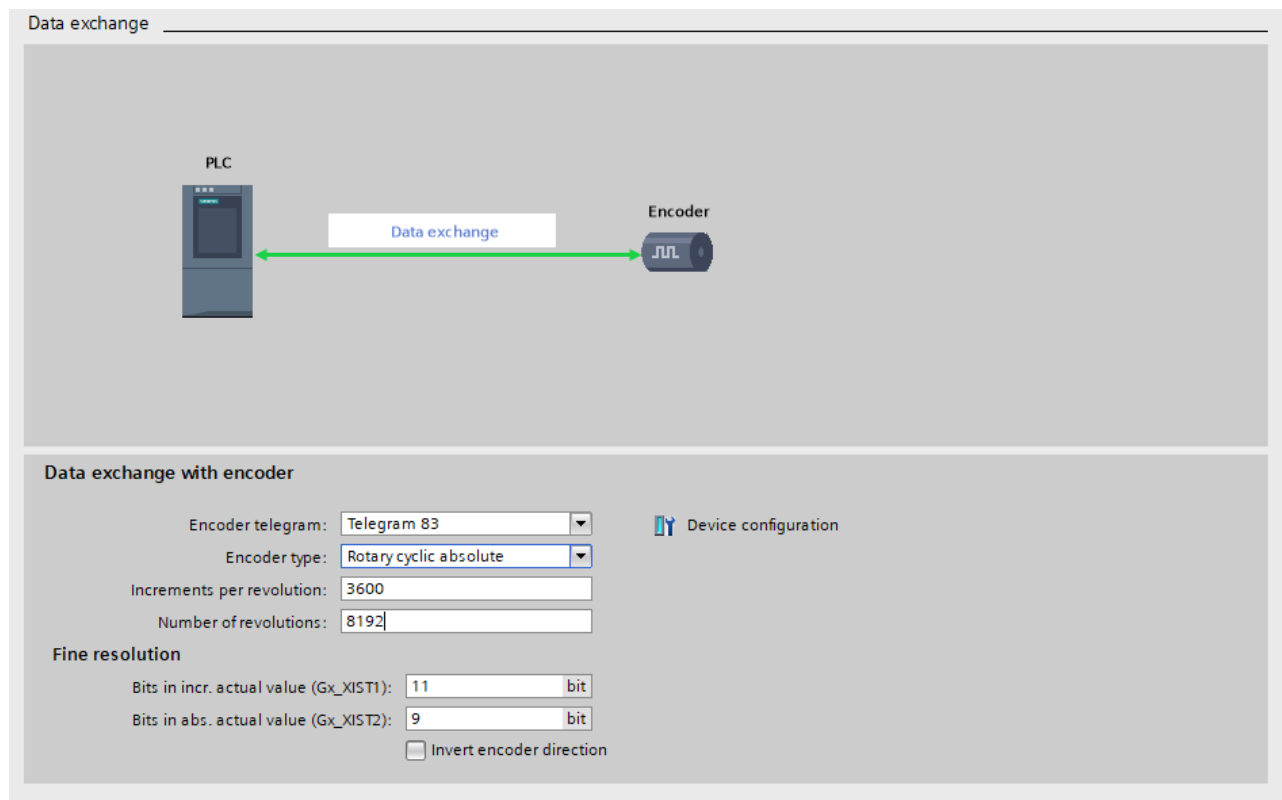 Data exchange
PLC
Encoder
Data exchange
Data exchange with encoder
Encoder telegram: Telegram 83
Device configuration
Encoder type: Rotary cyclic absolute
Increments per revolution: 3600
Number of revolutions: 8192
Fine resolution
Bits in incr. actual value (Gx_XIST1): 11 bit
Bits in abs. actual value (Gx_XIST2): 9 bit
Invert encoder direction